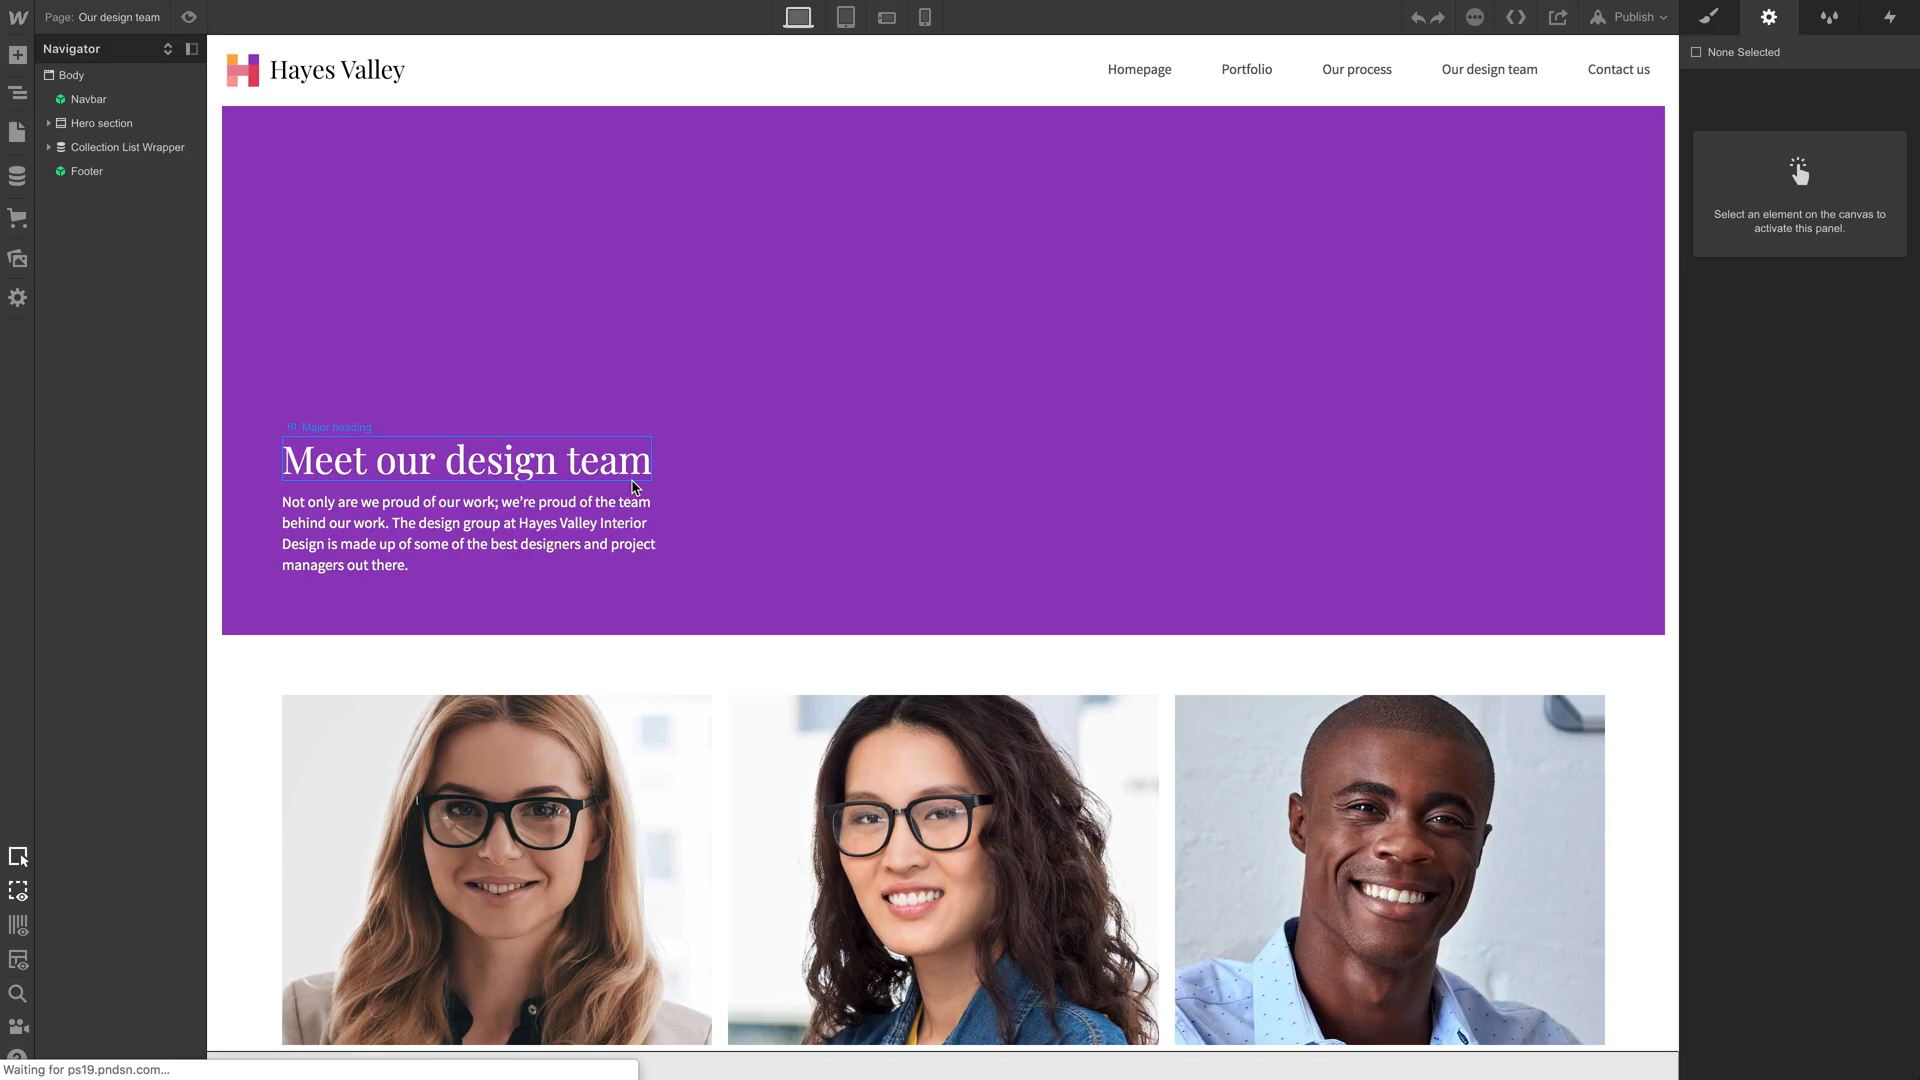 Page: Our design team
Publish
Navigator
Body
Navbar
Hero section
Collection List Wrapper
Footer
Hayes Valley
Homepage
Portfolio
Our process
Our design team
Contact us
H1 Major heading
Meet our design team
Not only are we proud of our work; we’re proud of the team
behind our work. The design group at Hayes Valley Interior
Design is made up of some of the best designers and project
managers out there.
None Selected
Select an element on the canvas to
activate this panel.
Waiting for ps19.pndsn.com...